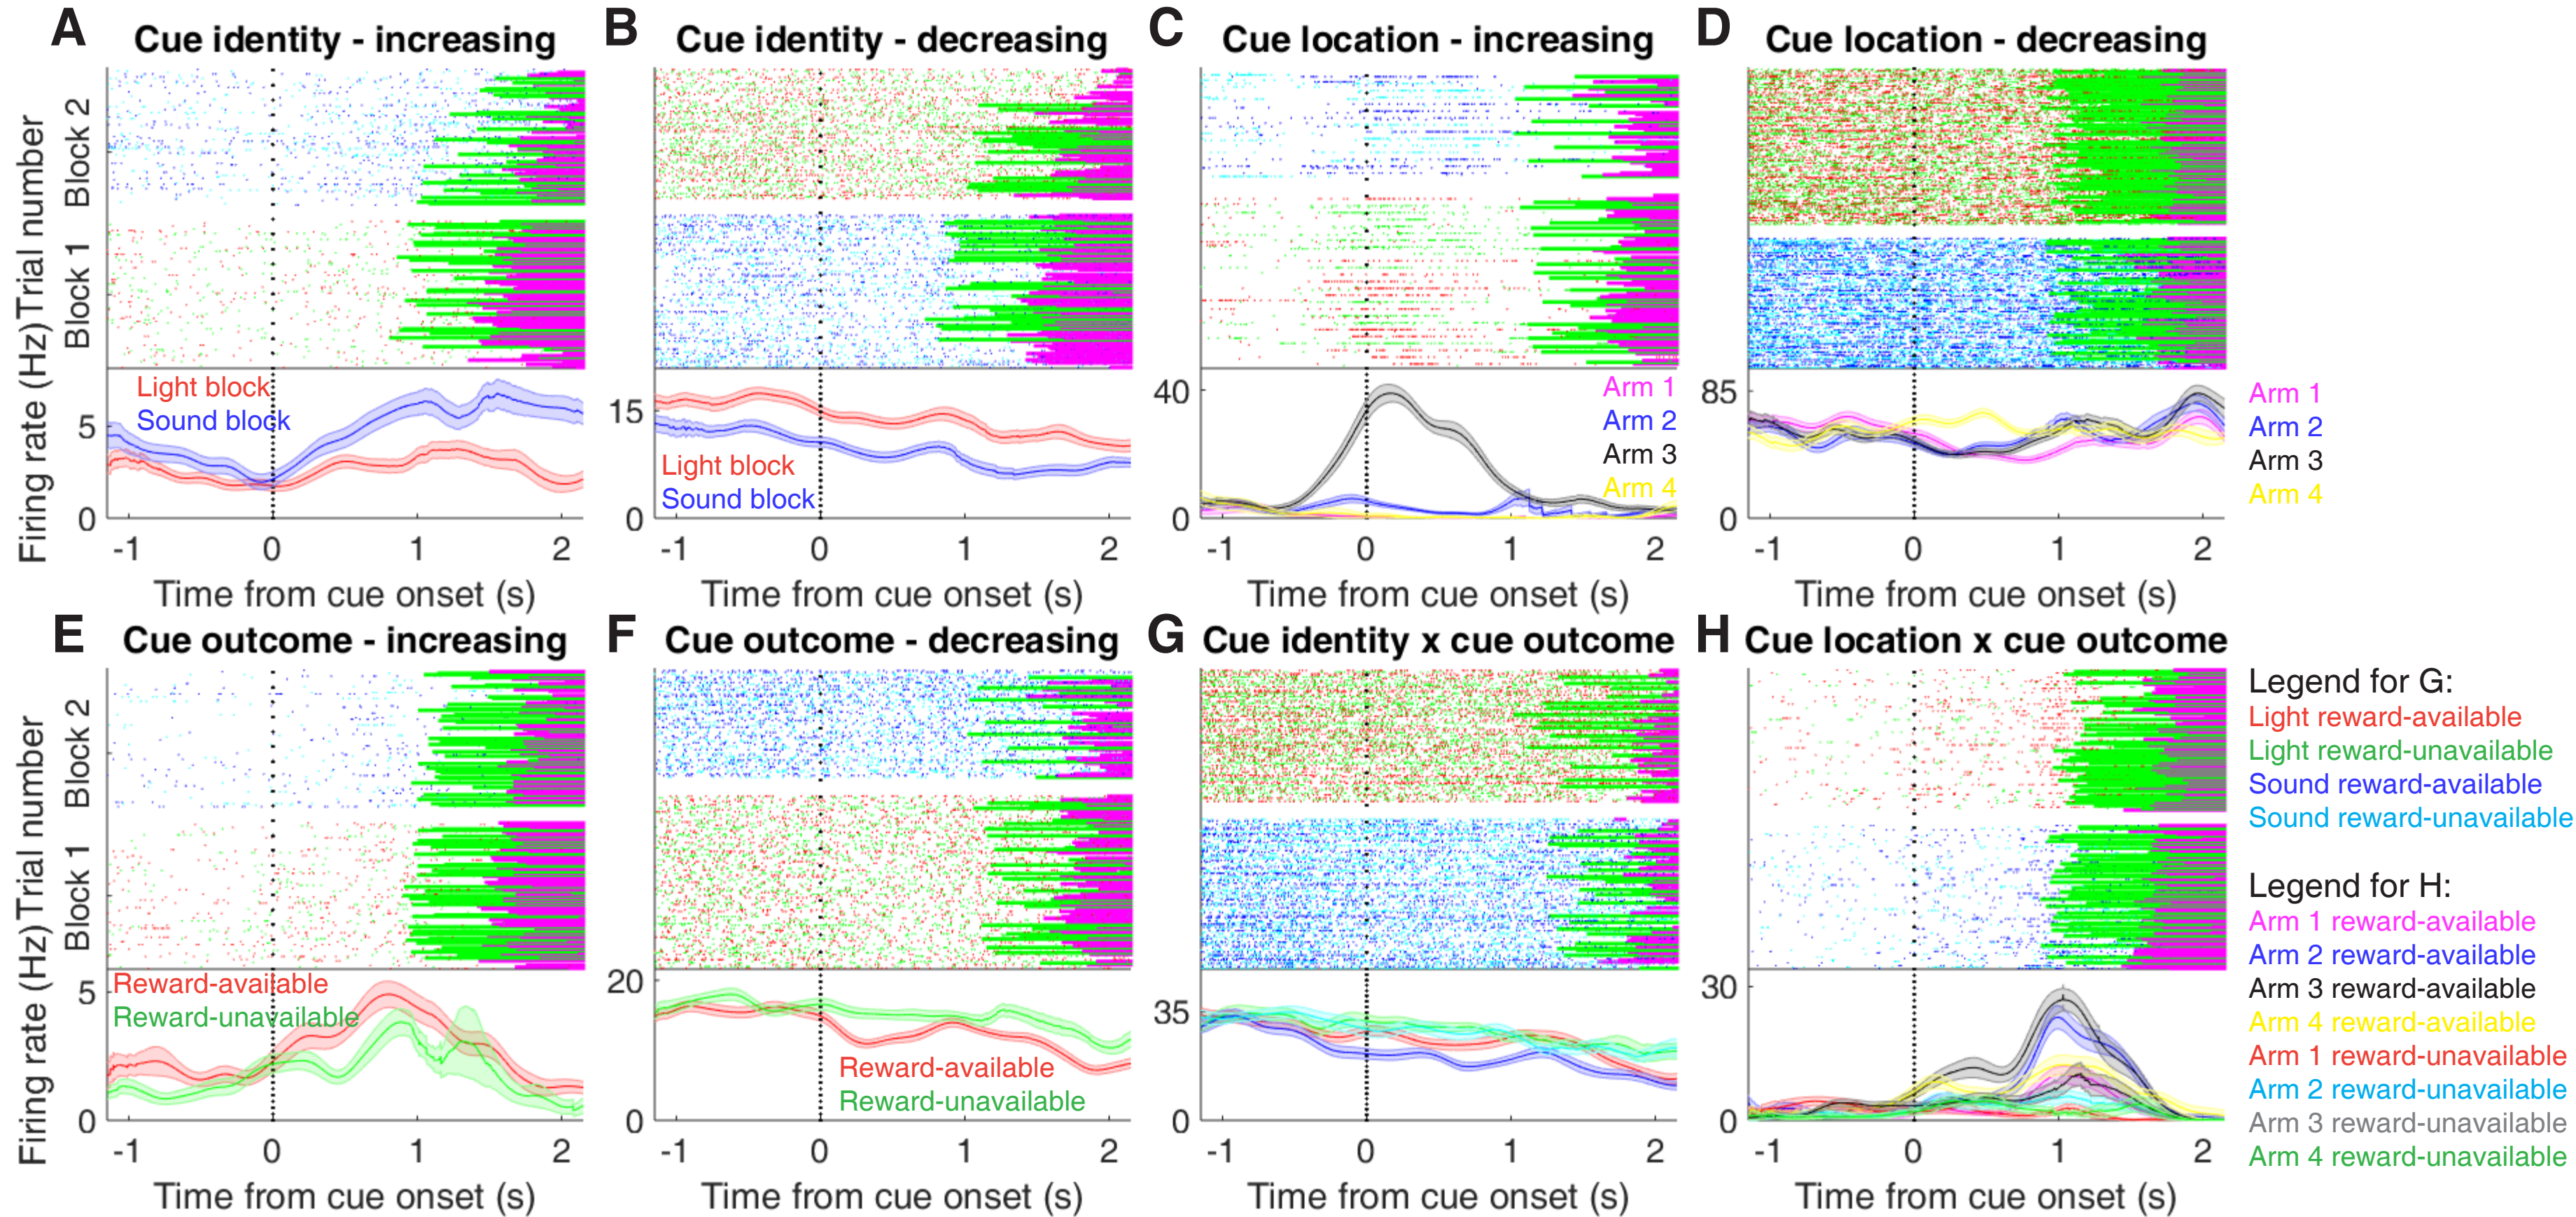 A
Cue identity - increasing
B
Cue identity - decreasing
C
Cue location - increasing
D
Cue location - decreasing
Firing rate (Hz)
Trial number
Block 1
Block 2
Light block
Sound block
5
0
-1
0
1
2
Time from cue onset (s)
15
0
Light block
Sound block
-1
0
1
2
Time from cue onset (s)
40
0
Arm 1
Arm 2
Arm 3
Arm 4
-1
0
1
2
Time from cue onset (s)
85
0
Arm 1
Arm 2
Arm 3
Arm 4
-1
0
1
2
Time from cue onset (s)
E
Cue outcome - increasing
F
Cue outcome - decreasing
G
Cue identity x cue outcome
H
Cue location x cue outcome
Firing rate (Hz)
Trial number
Block 1
Block 2
Reward-available
Reward-unavailable
5
0
-1
0
1
2
Time from cue onset (s)
20
0
Reward-available
Reward-unavailable
-1
0
1
2
Time from cue onset (s)
35
0
-1
0
1
2
Time from cue onset (s)
30
0
-1
0
1
2
Time from cue onset (s)
Legend for G:
Light reward-available
Light reward-unavailable
Sound reward-available
Sound reward-unavailable
Legend for H:
Arm 1 reward-available
Arm 2 reward-available
Arm 3 reward-available
Arm 4 reward-available
Arm 1 reward-unavailable
Arm 2 reward-unavailable
Arm 3 reward-unavailable
Arm 4 reward-unavailable